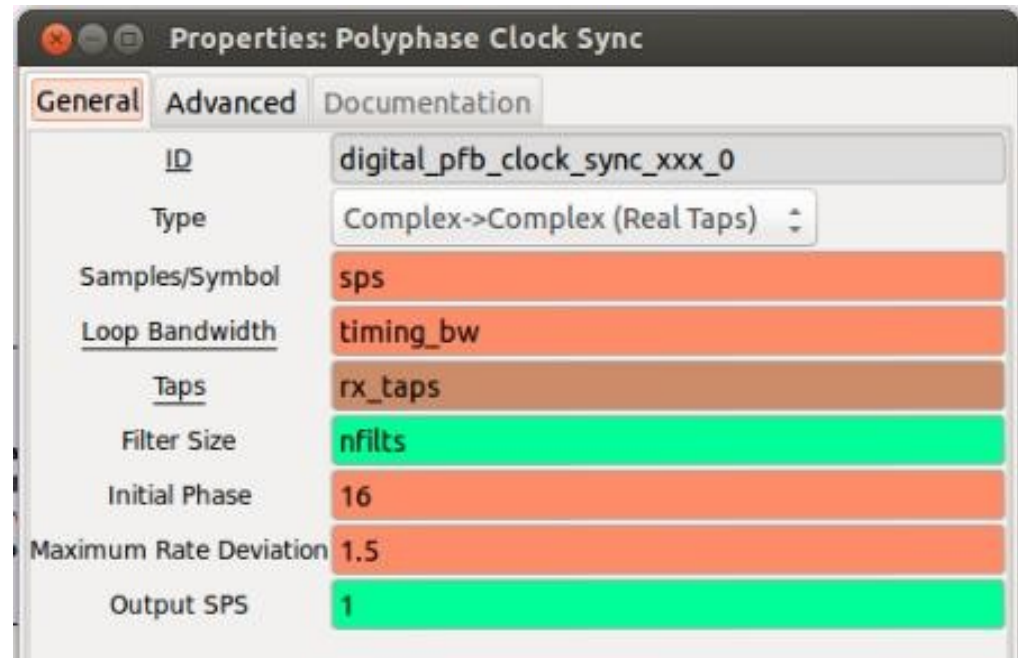 Properties: Polyphase Clock Sync
General Advanced Documentation
ID digital_pfb_clock_sync_xxx_0
Type Complex->Complex (Real Taps)
Samples/Symbol sps
Loop Bandwidth timing_bw
Taps rx_taps
Filter Size nfilts
Initial Phase 16
Maximum Rate Deviation 1.5
Output SPS 1